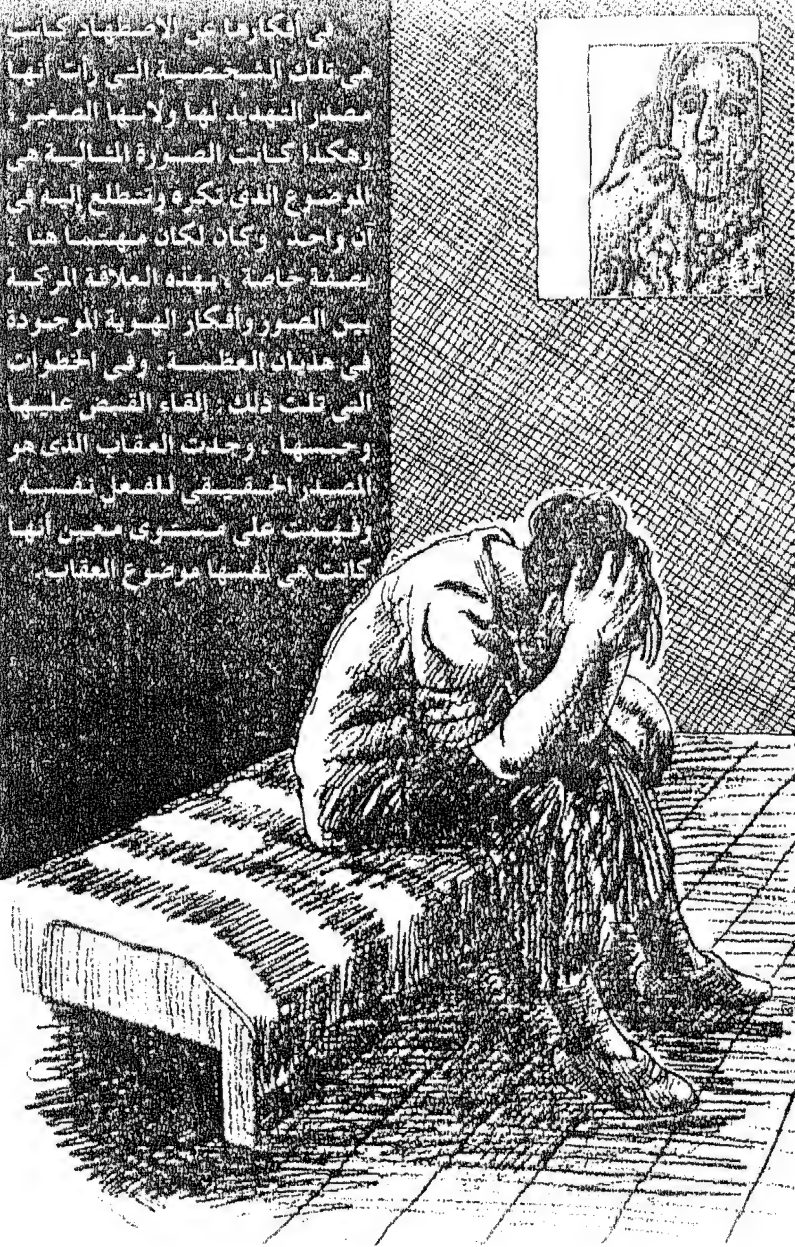 في أفكارها عن الاضطهاد كانت
هي تلك الشخصية التي رأت أنها
مصدر التهديد لها ولابنها الصغير ،
وهكذا كانت الصورة المثالية هي
الموضوع الذي تكره وتتطلع إليه في
آن واحد . وكان لكان مهتما هنا ،
بصفة خاصة ، بهذه العلاقة المركبة
بين الصور وأفكار الهوية الموجودة
في هذيان العظمة . وفي الخطوات
التي تلت ذلك : إلقاء القبض عليها
وحبسها ، وجدت العقاب الذي هو
المصدر الحقيقي للفعل نفسه .
وفهمت على مستوى معين أنها
كانت هي نفسها موضوع العقاب .